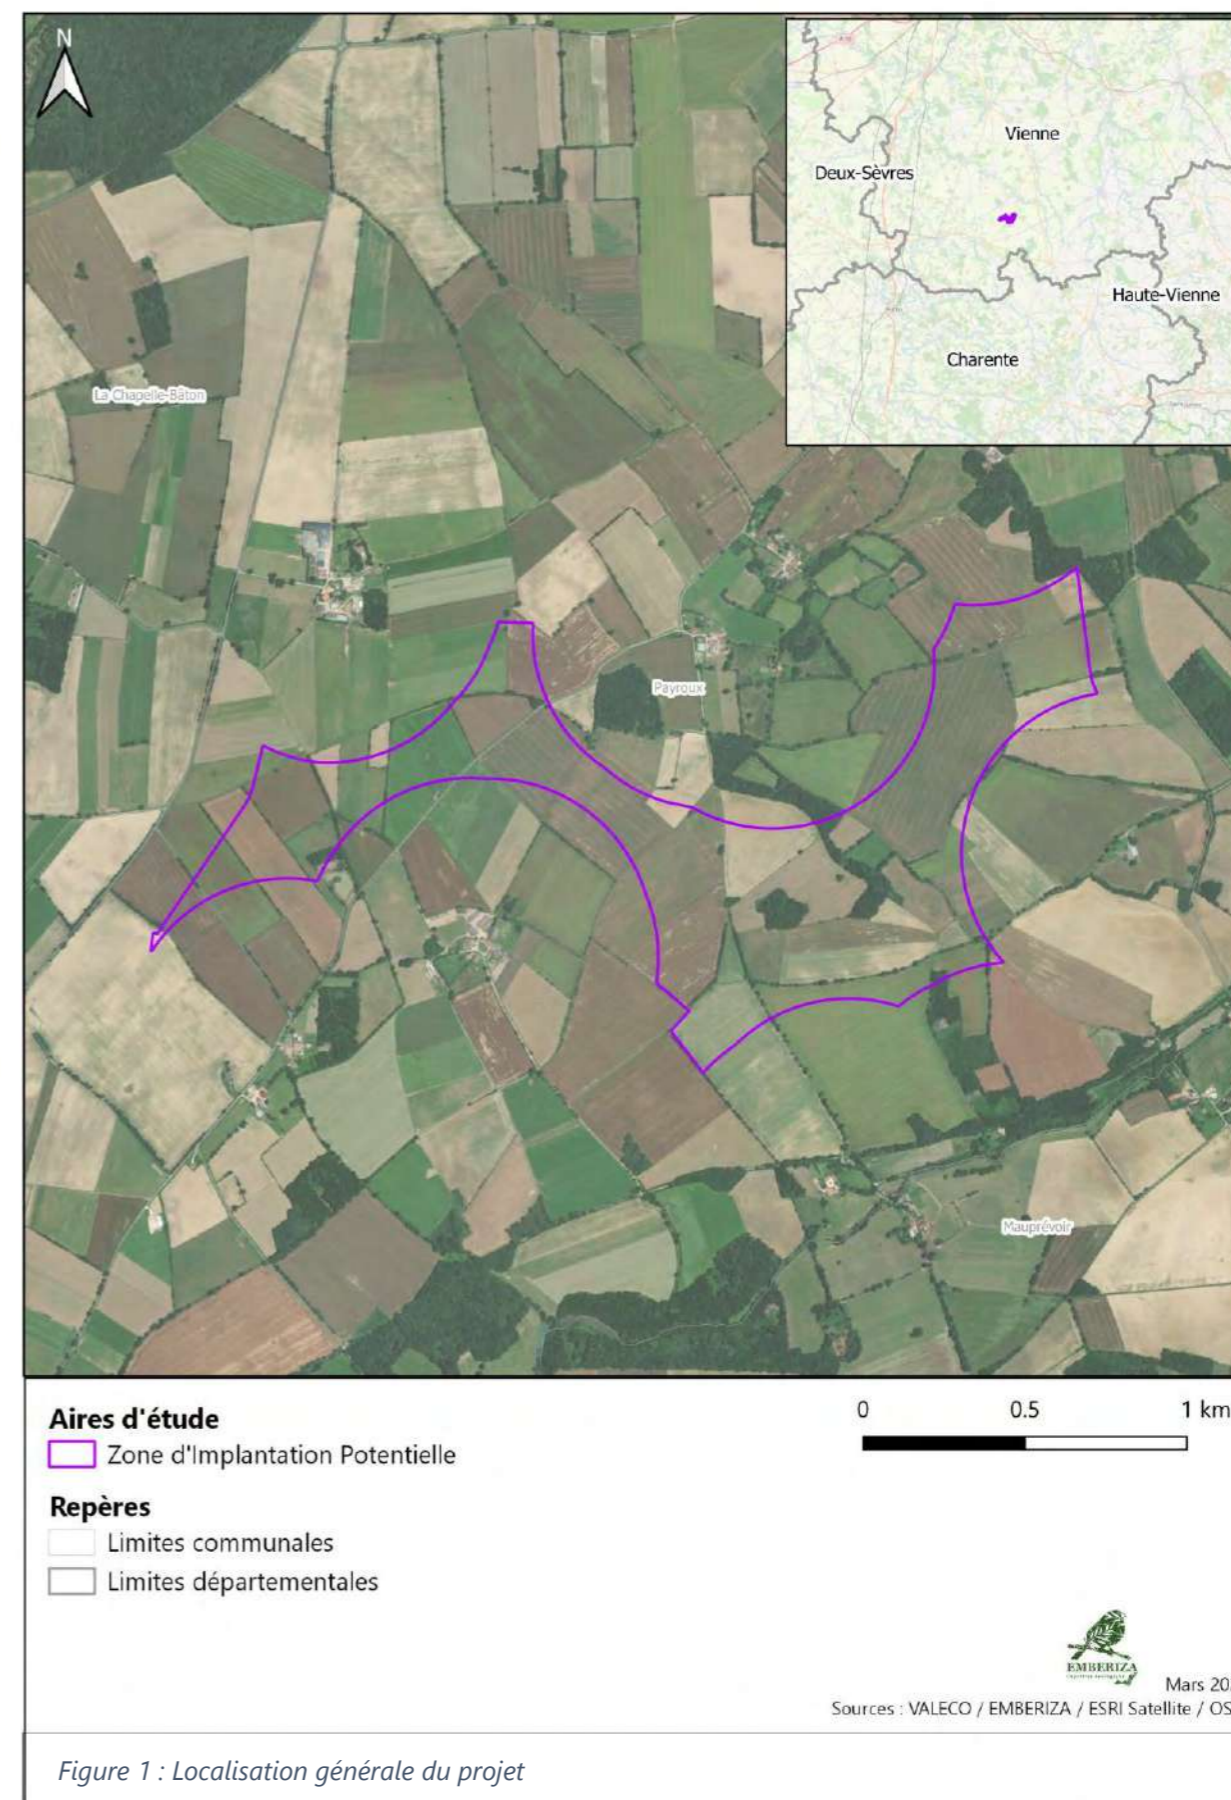 N
Vienne
Deux-Sèvres
Haute-Vienne
Charente
La Chapelle-Bâton
Payroux
Mauprévoir
Aires d'étude
Zone d'Implantation Potentielle
Repères
Limites communales
Limites départementales
0 0.5 1 km
EMBERIZA
Mars 20
Sources : VALECO / EMBERIZA / ESRI Satellite / OS
Figure 1 : Localisation générale du projet